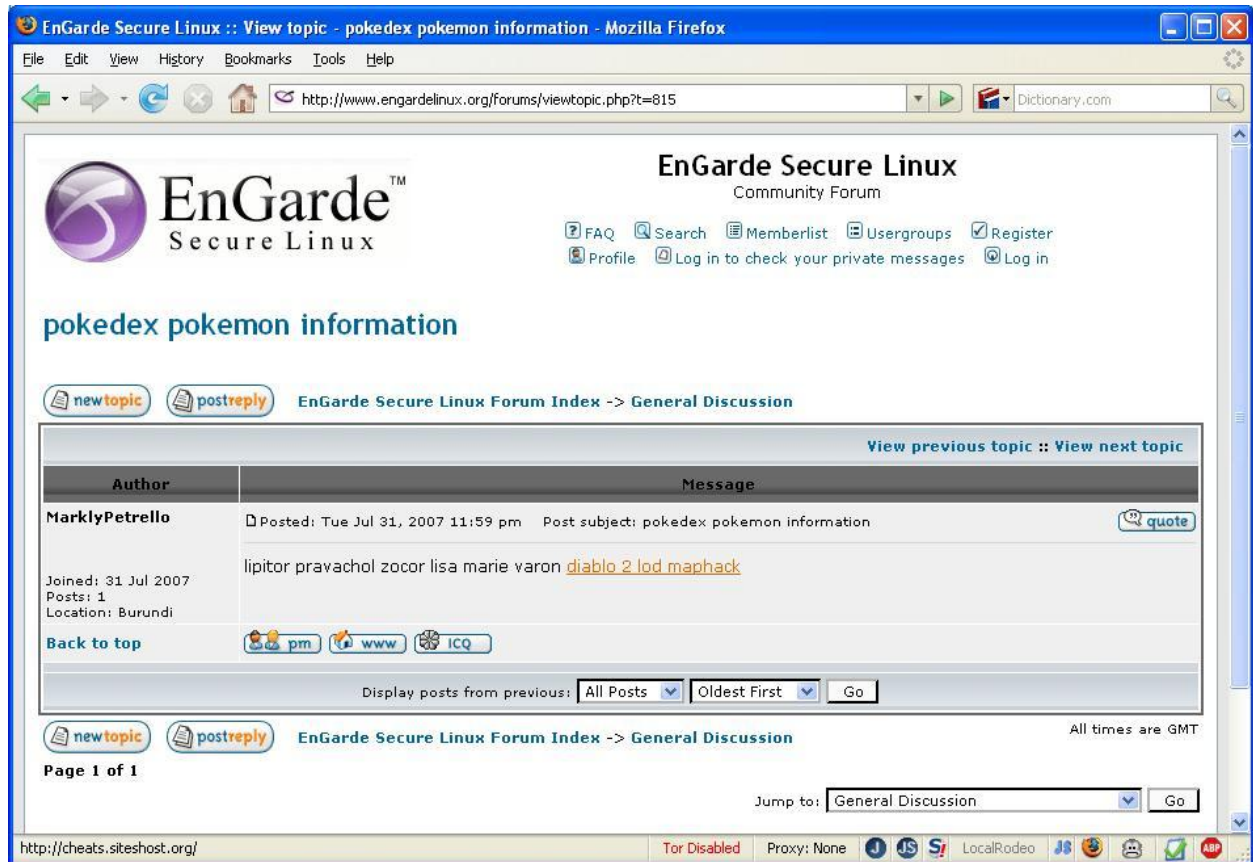 EnGarde Secure Linux :: View topic - pokedex pokemon information - Mozilla Firefox
File Edit View History Bookmarks Tools Help
http://www.engardelinux.org/forums/viewtopic.php?t=815 Dictionary.com
EnGarde™
Secure Linux
EnGarde Secure Linux
Community Forum
FAQ Search Memberlist Usergroups Register
Profile Log in to check your private messages Log in
pokedex pokemon information
newtopic postreply EnGarde Secure Linux Forum Index -> General Discussion
View previous topic :: View next topic
Author Message
MarklyPetrello
Posted: Tue Jul 31, 2007 11:59 pm Post subject: pokedex pokemon information quote
lipitor pravachol zocor lisa marie varon diablo 2 lod maphack
Joined: 31 Jul 2007
Posts: 1
Location: Burundi
Back to top pm www ICQ
Display posts from previous: All Posts Oldest First Go
newtopic postreply EnGarde Secure Linux Forum Index -> General Discussion All times are GMT
Page 1 of 1
Jump to: General Discussion Go
http://cheats.siteshost.org/ Tor Disabled Proxy: None J JS S! LocalRodeo JS ABP